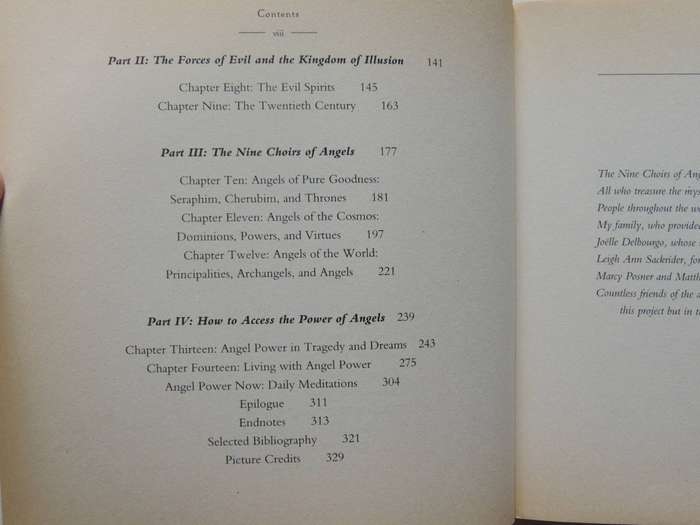 Contents
viii
Part II: The Forces of Evil and the Kingdom of Illusion 141
Chapter Eight: The Evil Spirits 145
Chapter Nine: The Twentieth Century 163
Part III: The Nine Choirs of Angels 177
Chapter Ten: Angels of Pure Goodness:
Seraphim, Cherubim, and Thrones 181
Chapter Eleven: Angels of the Cosmos:
Dominions, Powers, and Virtues 197
Chapter Twelve: Angels of the World:
Principalities, Archangels, and Angels 221
Part IV: How to Access the Power of Angels 239
Chapter Thirteen: Angel Power in Tragedy and Dreams 243
Chapter Fourteen: Living with Angel Power 275
Angel Power Now: Daily Meditations 304
Epilogue 311
Endnotes 313
Selected Bibliography 321
Picture Credits 329
The Nine Choirs of Ang
All who treasure the mys
People throughout the w
My family, who provided
Joëlle Delbourgo, whose
Leigh Ann Sackrider, for
Marcy Posner and Matth
Countless friends of the a
this project but in t